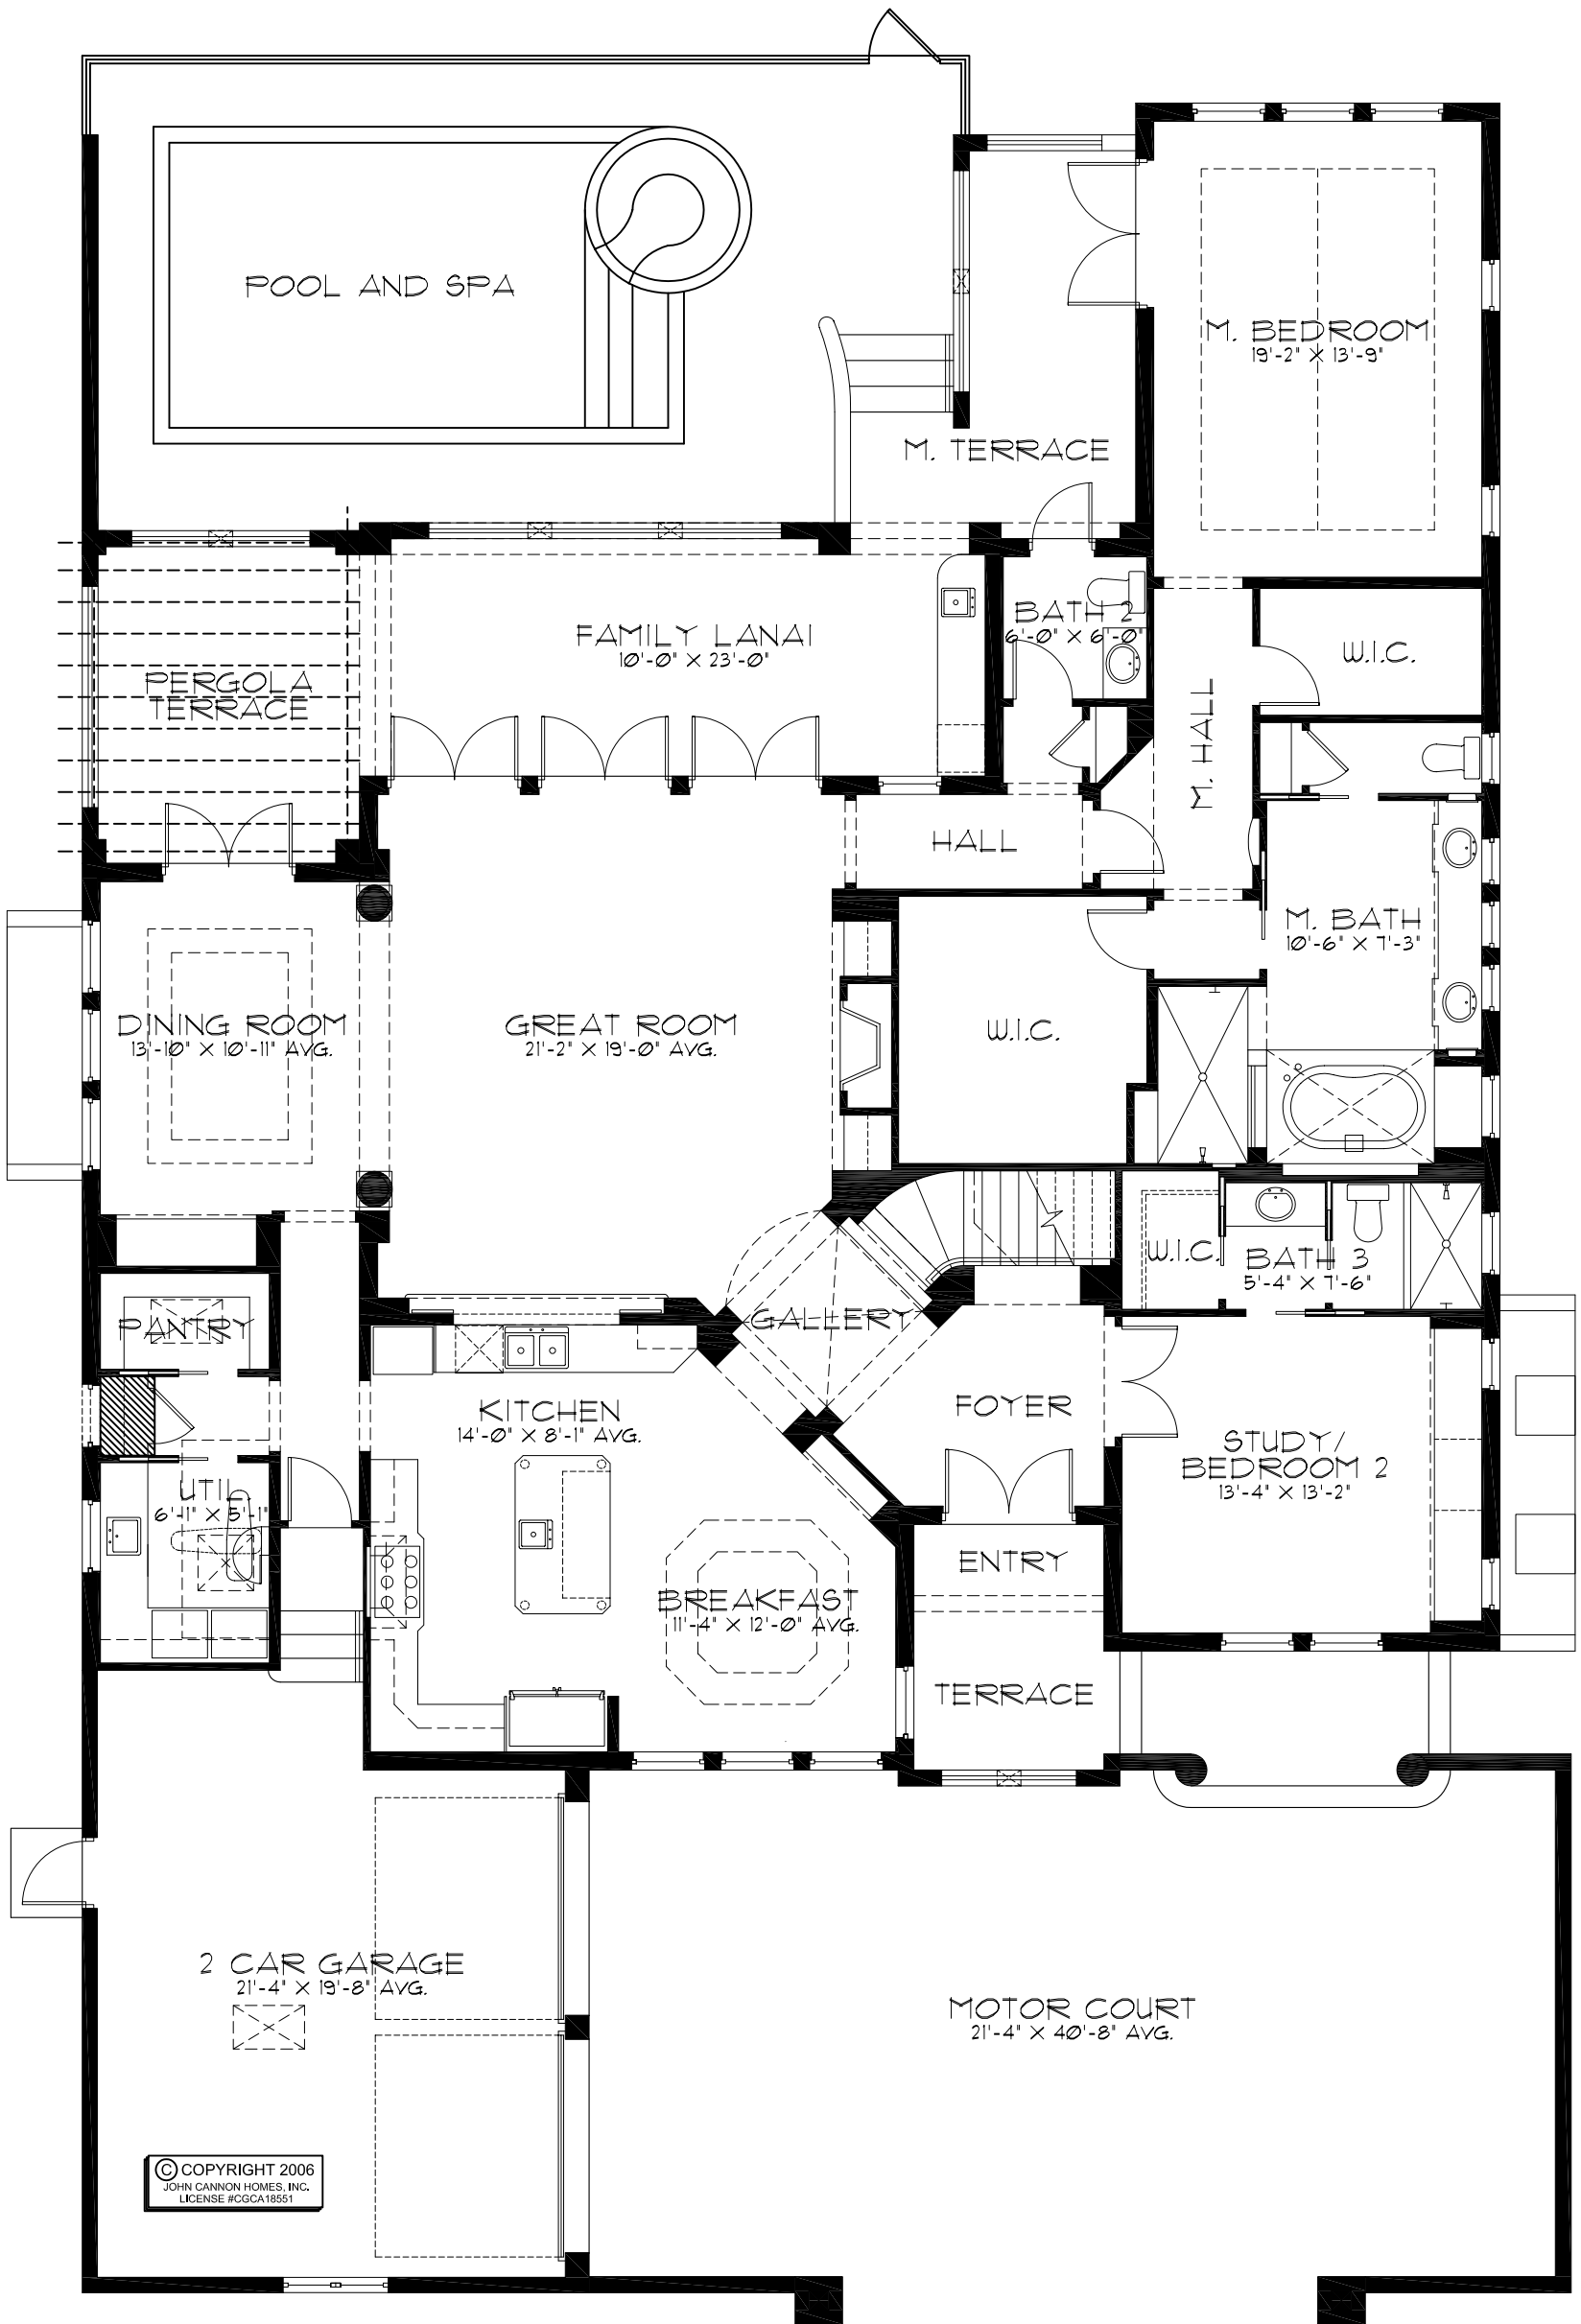 POOL AND SPA
M. BEDROOM
19'-2" X 13'-9"
M. TERRACE
BATH 2
6'-0" X 6'-0"
FAMILY LANAI
10'-0" X 23'-0"
W.I.C.
PERGOLA
TERRACE
M. HALL
HALL
M. BATH
10'-6" X 7'-3"
DINING ROOM
13'-10" X 10'-11" AVG.
GREAT ROOM
21'-2" X 19'-0" AVG.
W.I.C.
W.I.C.
BATH 3
5'-4" X 7'-6"
PANTRY
GALLERY
KITCHEN
14'-0" X 8'-1" AVG.
FOYER
STUDY/
BEDROOM 2
13'-4" X 13'-2"
UTIL.
6'-1" X 5'-1"
ENTRY
BREAKFAST
11'-4" X 12'-0" AVG.
TERRACE
2 CAR GARAGE
21'-4" X 19'-8" AVG.
MOTOR COURT
21'-4" X 40'-8" AVG.
© COPYRIGHT 2006
JOHN CANNON HOMES, INC.
LICENSE #CGCA18551